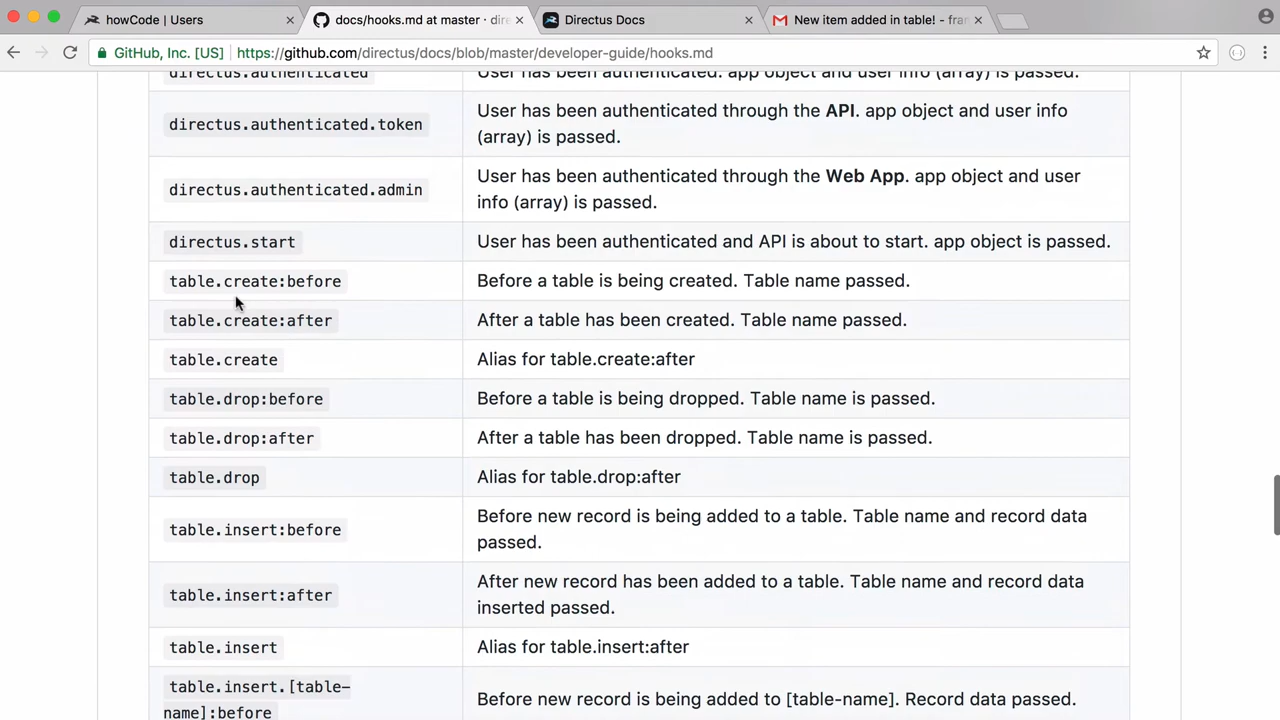 howCode | Users
docs/hooks.md at master · dire
Directus Docs
New item added in table! - fran
GitHub, Inc. [US]
https://github.com/directus/docs/blob/master/developer-guide/hooks.md
directus.authenticated
User has been authenticated. app object and user info (array) is passed.
directus.authenticated.token
User has been authenticated through the API. app object and user info
(array) is passed.
directus.authenticated.admin
User has been authenticated through the Web App. app object and user
info (array) is passed.
directus.start
User has been authenticated and API is about to start. app object is passed.
table.create:before
Before a table is being created. Table name passed.
table.create:after
After a table has been created. Table name passed.
table.create
Alias for table.create:after
table.drop:before
Before a table is being dropped. Table name is passed.
table.drop:after
After a table has been dropped. Table name is passed.
table.drop
Alias for table.drop:after
table.insert:before
Before new record is being added to a table. Table name and record data
passed.
table.insert:after
After new record has been added to a table. Table name and record data
inserted passed.
table.insert
Alias for table.insert:after
table.insert.[table-
name]:before
Before new record is being added to [table-name]. Record data passed.